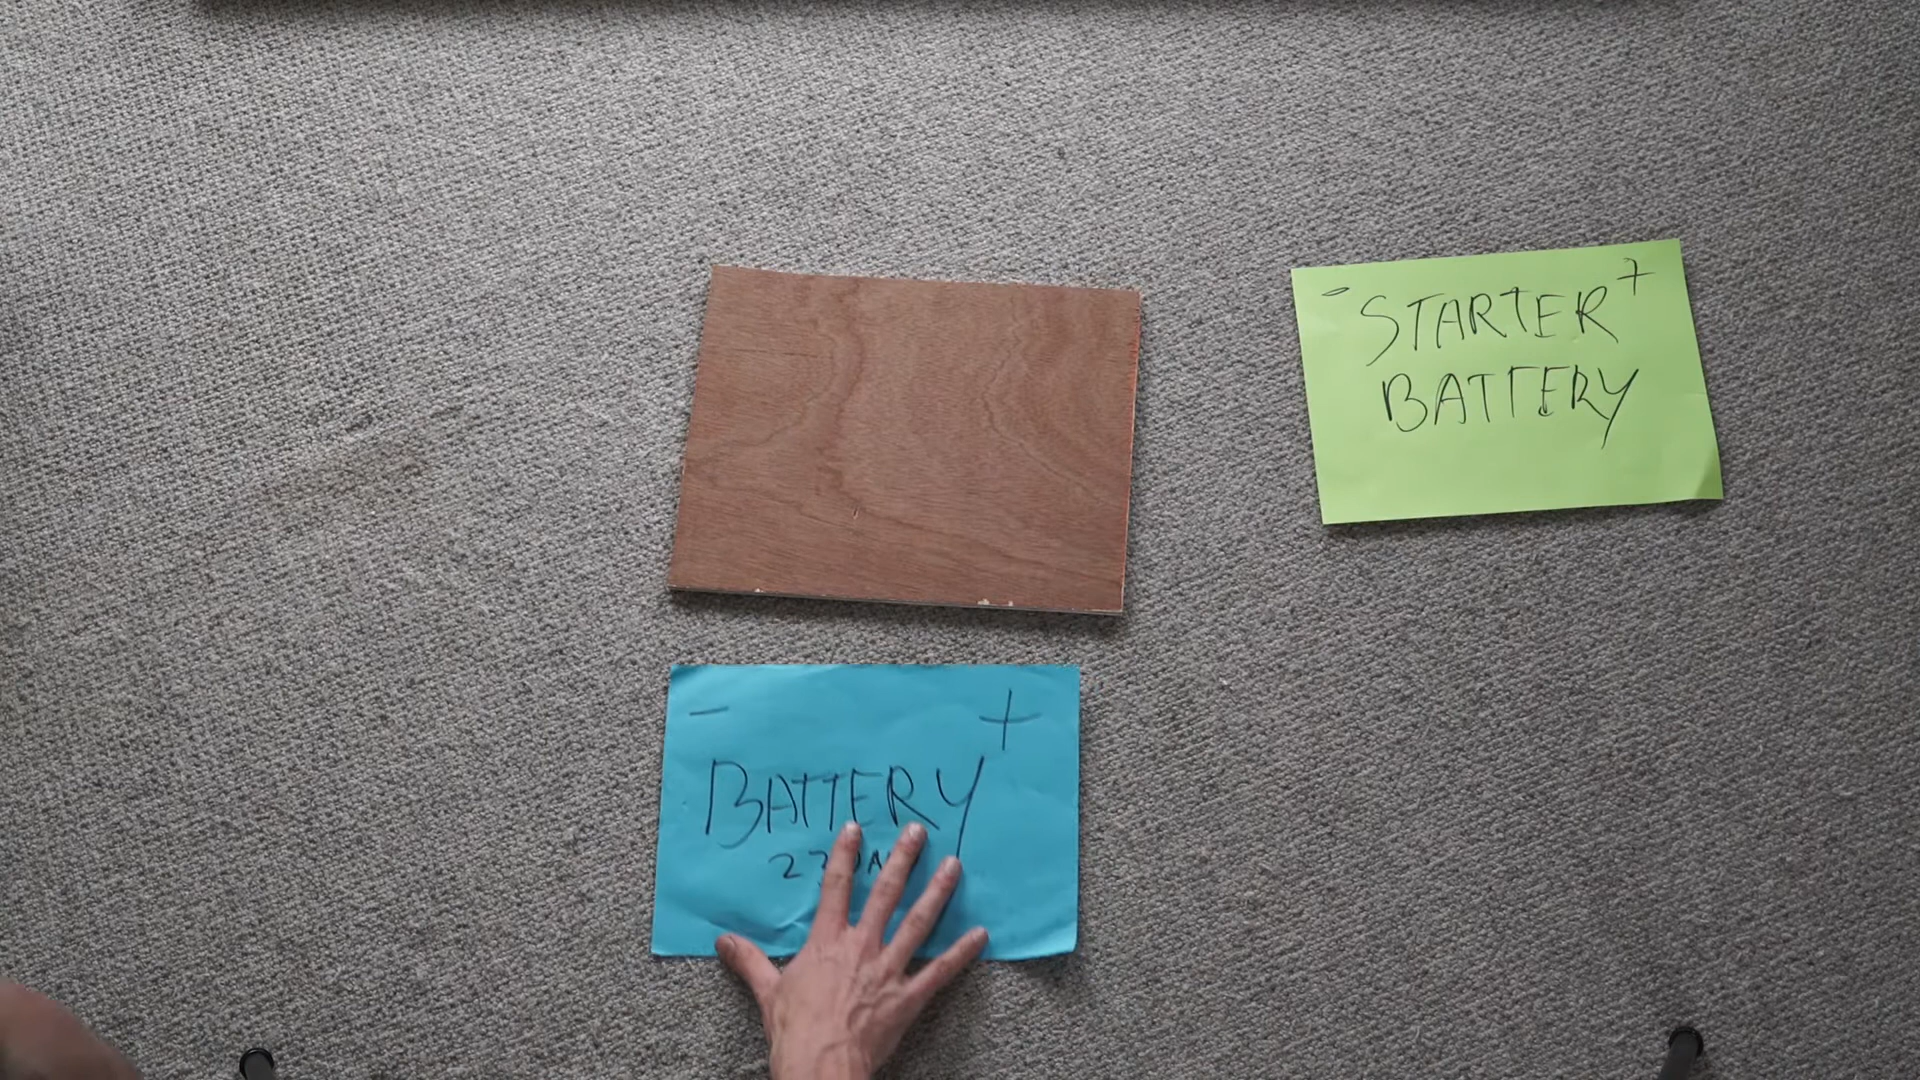 - STARTER +
BATTERY
- +
BATTERY